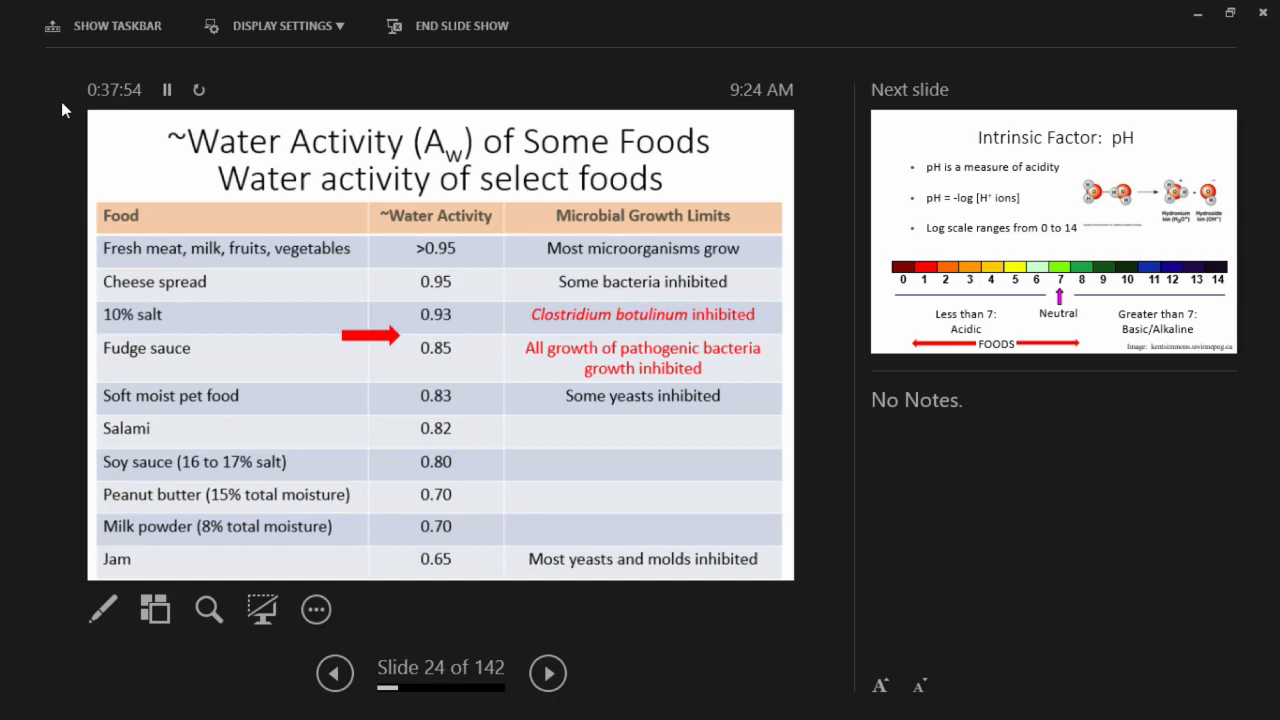 SHOW TASKBAR DISPLAY SETTINGS ▼ END SLIDE SHOW
0:37:54 9:24 AM
~Water Activity (Aw) of Some Foods
Water activity of select foods
Food ~Water Activity Microbial Growth Limits
Fresh meat, milk, fruits, vegetables >0.95 Most microorganisms grow
Cheese spread 0.95 Some bacteria inhibited
10% salt 0.93 Clostridium botulinum inhibited
Fudge sauce 0.85 All growth of pathogenic bacteria
growth inhibited
Soft moist pet food 0.83 Some yeasts inhibited
Salami 0.82
Soy sauce (16 to 17% salt) 0.80
Peanut butter (15% total moisture) 0.70
Milk powder (8% total moisture) 0.70
Jam 0.65 Most yeasts and molds inhibited
Slide 24 of 142
Next slide
Intrinsic Factor: pH
• pH is a measure of acidity
• pH = -log [H+ ions]
• Log scale ranges from 0 to 14
H H H H H H H
Hydronium Hydroxide
ion (H3O+) ion (OH-)
0 1 2 3 4 5 6 7 8 9 10 11 12 13 14
Less than 7:
Acidic
Neutral
Greater than 7:
Basic/Alkaline
FOODS
Image: kentsimmons.uwinnepeg.ca
No Notes.
A A